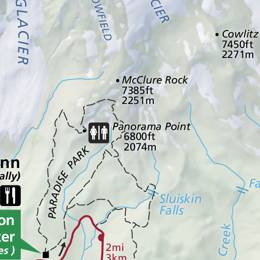 GLACIER
OWFIELD
Cowlitz
7450ft
2271m
GLACIER
McClure Rock
7385ft
2251m
Panorama Point
6800ft
2074m
PARADISE PARK
nn
ally)
Sluiskin
Falls
Fa
Creek
on
ter
es )
2mi
3km